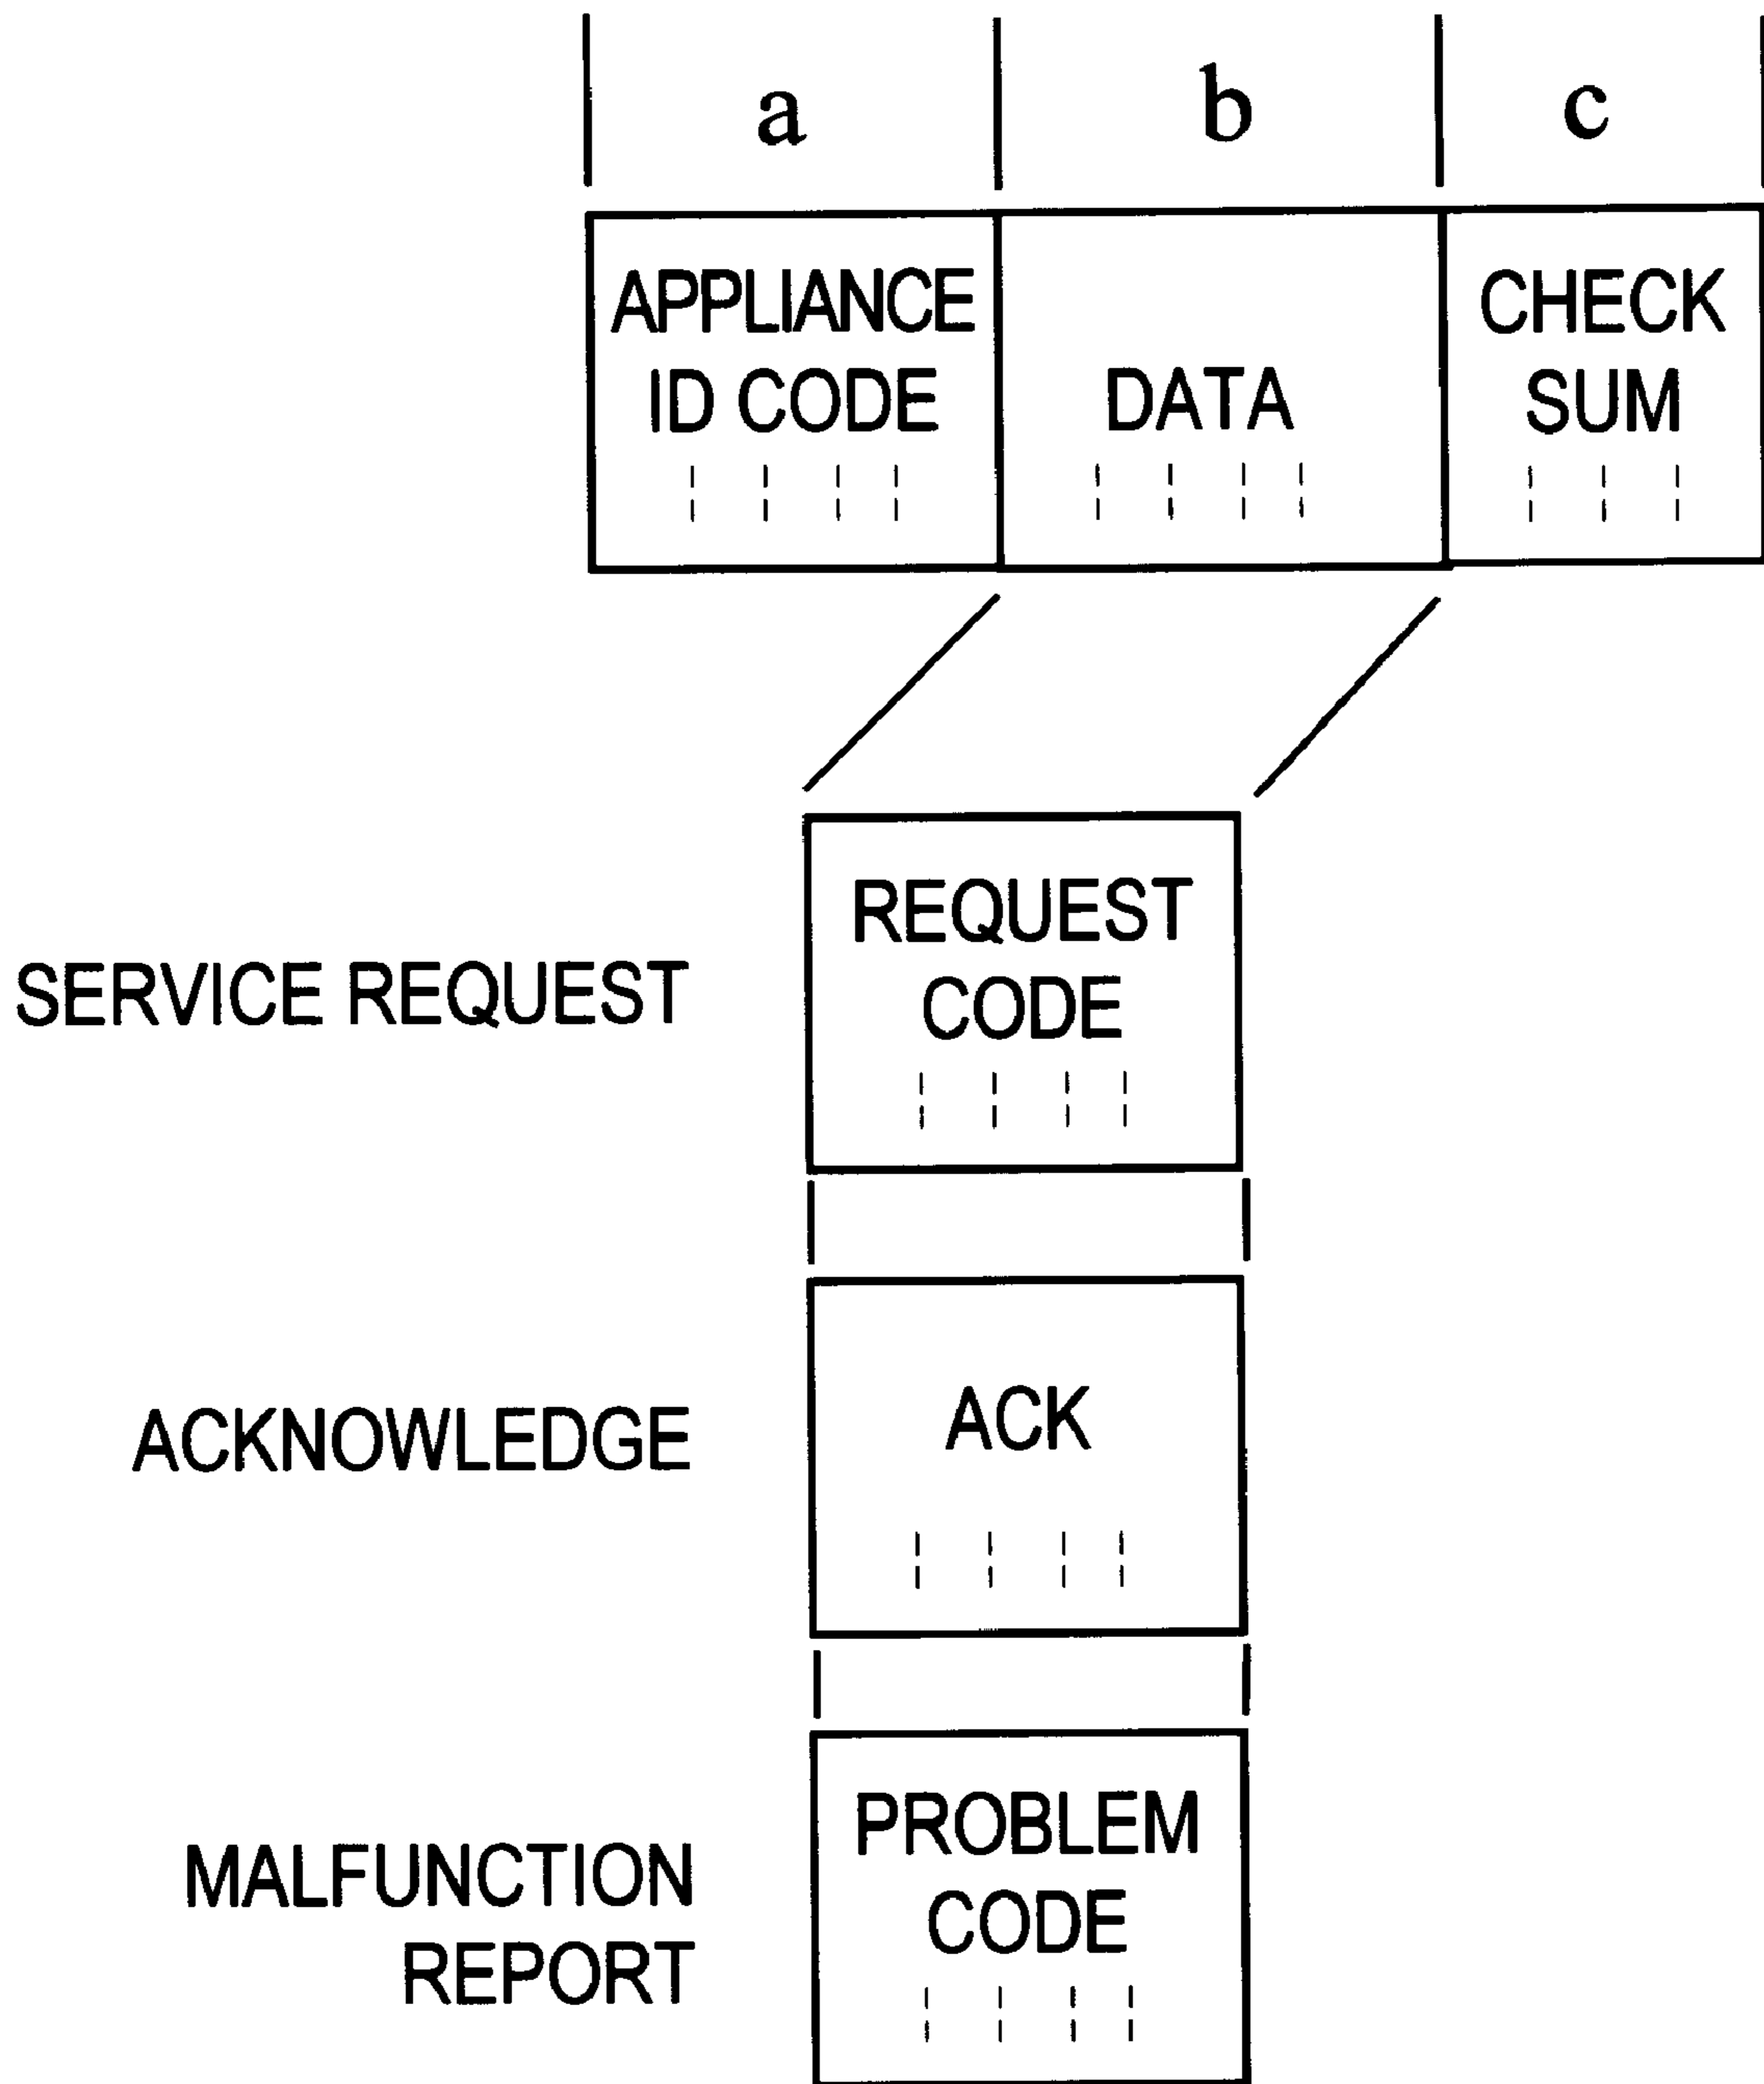 a b c
APPLIANCE
ID CODE
DATA
CHECK
SUM
SERVICE REQUEST
REQUEST
CODE
ACKNOWLEDGE
ACK
MALFUNCTION
REPORT
PROBLEM
CODE